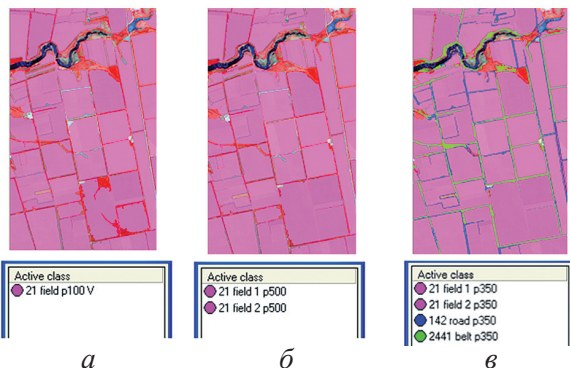 Active class
21 field p100 V
Active class
21 field 1 p500
21 field 2 p500
Active class
21 field 1 p350
21 field 2 p350
142 road p350
2441 belt p350
а
б
в